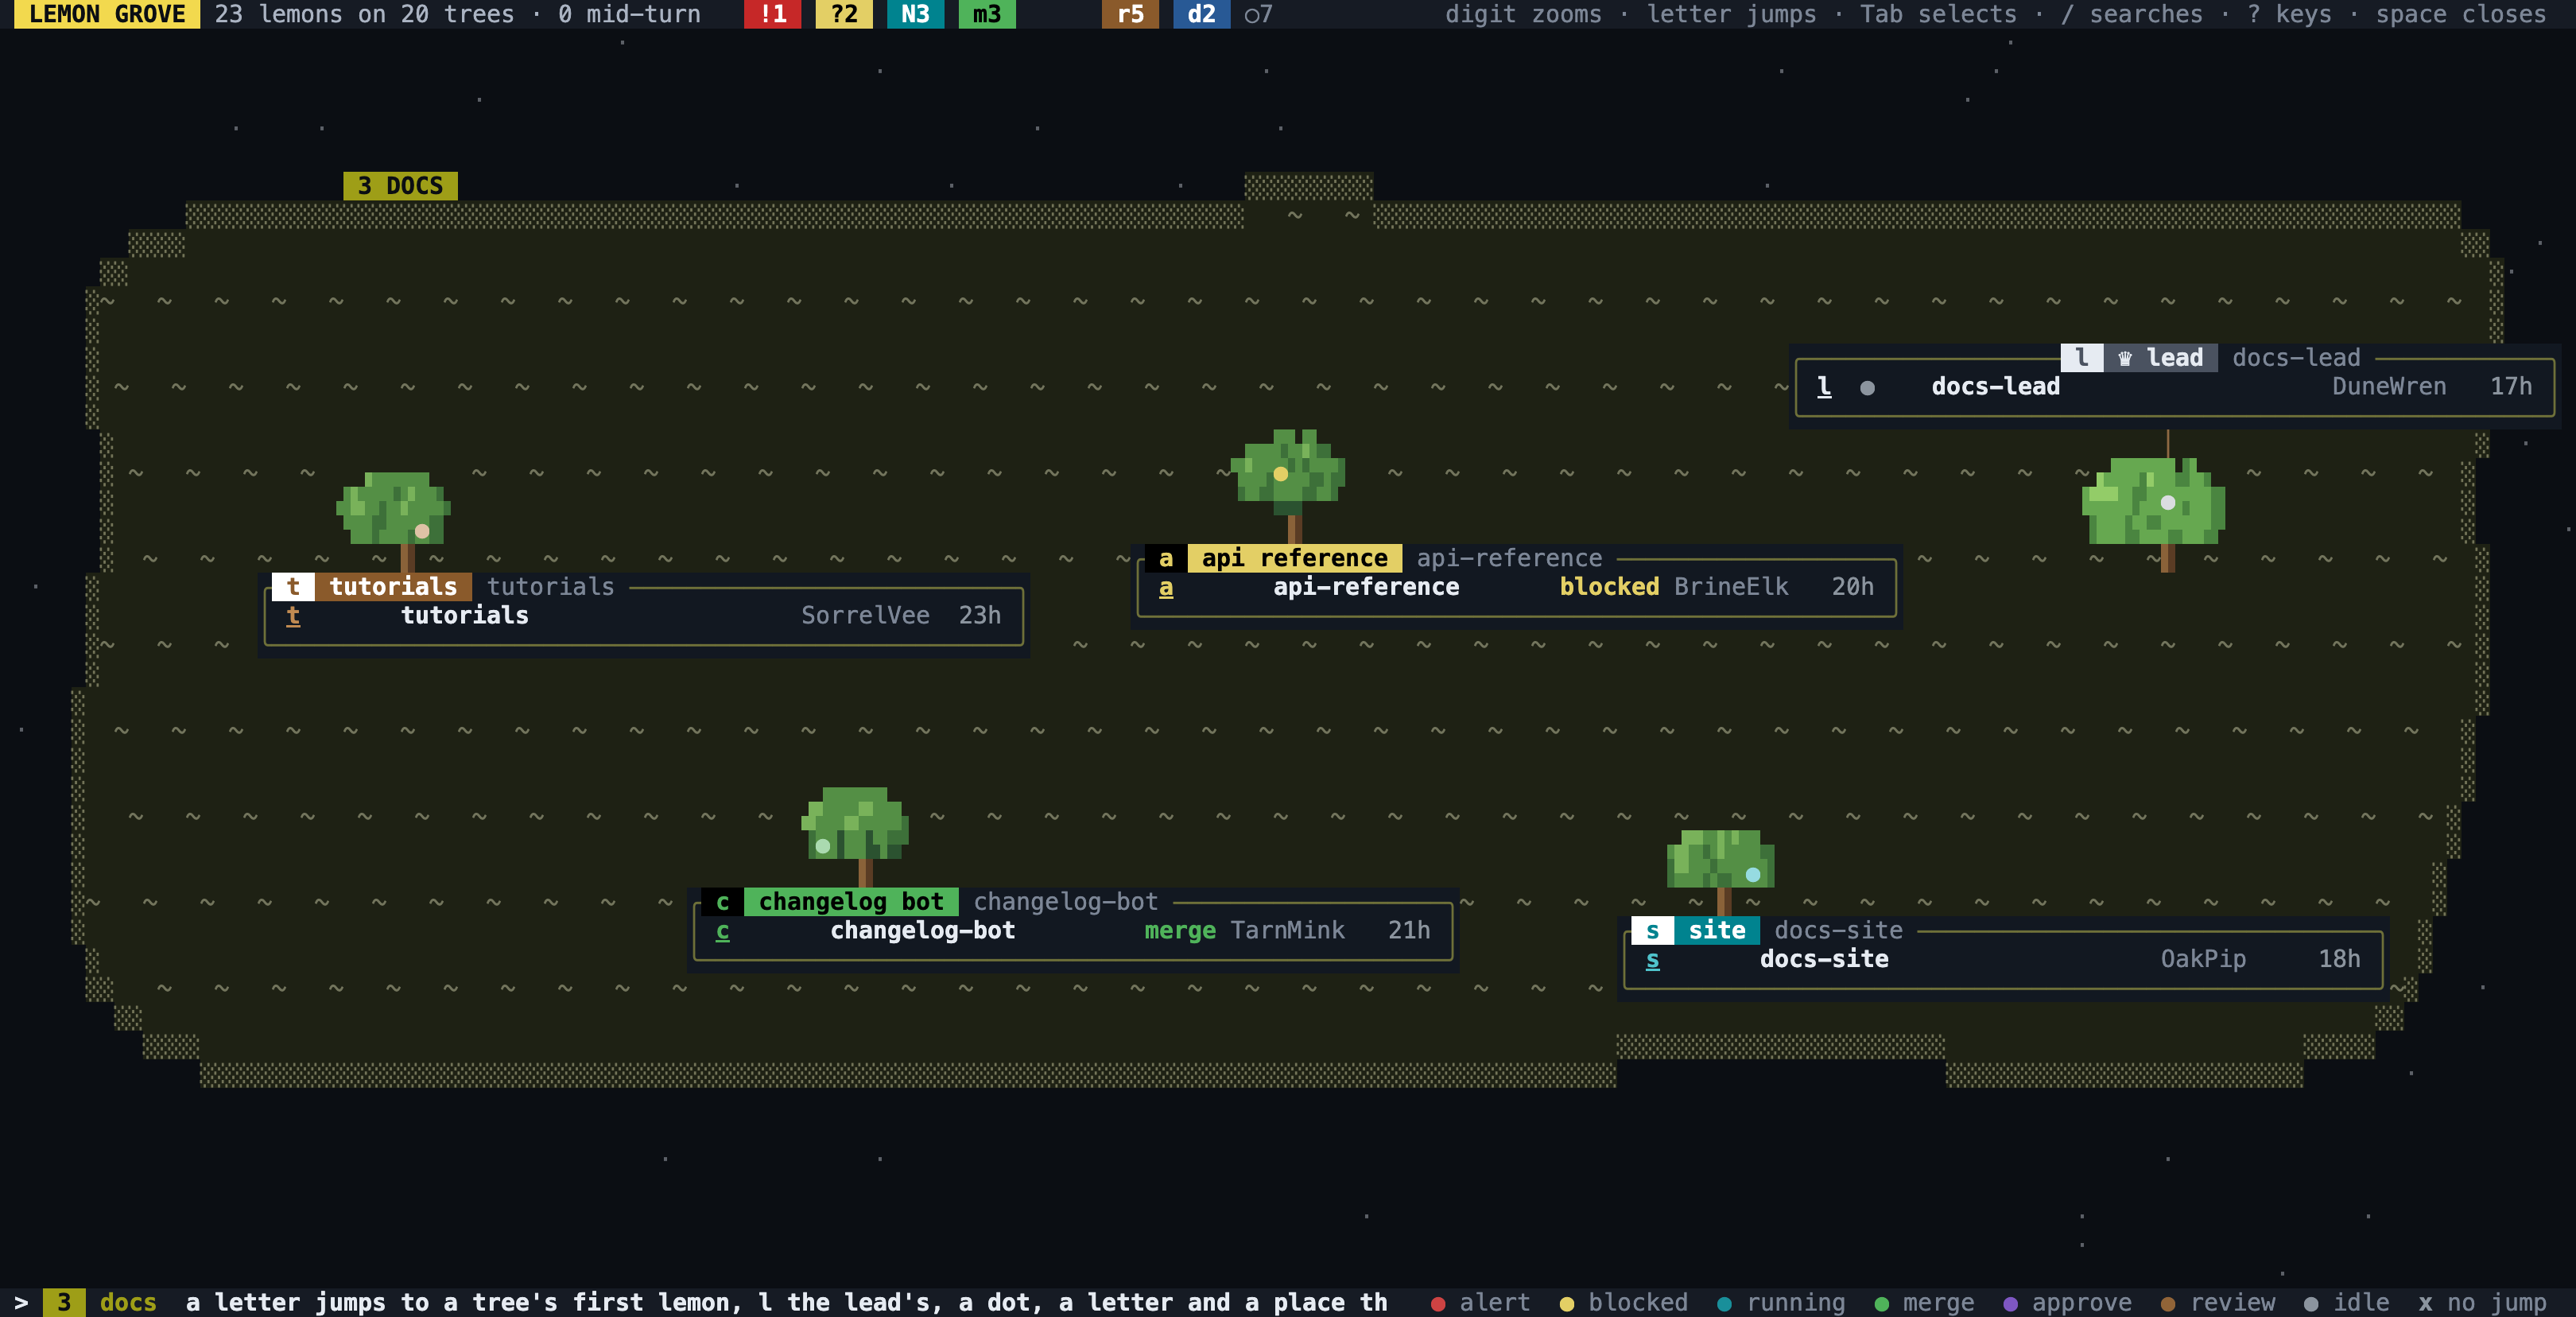 LEMON GROVE 23 lemons on 20 trees · 0 mid-turn !1 ?2 N3 m3 r5 d2 ○7 digit zooms · letter jumps · Tab selects · / searches · ? keys · space closes
3 DOCS
l ♛ lead docs-lead
l ● docs-lead DuneWren 17h
a api reference api-reference
a api-reference blocked BrineElk 20h
t tutorials tutorials
t tutorials SorrelVee 23h
c changelog bot changelog-bot
c changelog-bot merge TarnMink 21h
s site docs-site
s docs-site OakPip 18h
> 3 docs a letter jumps to a tree's first lemon, l the lead's, a dot, a letter and a place th ● alert ● blocked ● running ● merge ● approve ● review ● idle x no jump